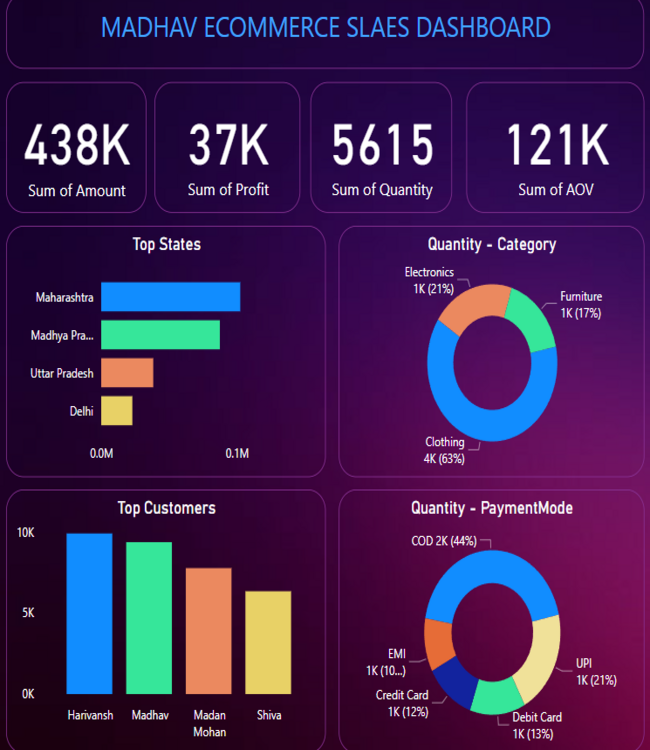 MADHAV ECOMMERCE SLAES DASHBOARD
438K
Sum of Amount
37K
Sum of Profit
5615
Sum of Quantity
121K
Sum of AOV
Top States
Maharashtra
Madhya Pra...
Uttar Pradesh
Delhi
0.0M
0.1M
Quantity - Category
Electronics
1K (21%)
Furniture
1K (17%)
Clothing
4K (63%)
Top Customers
10K
5K
0K
Harivansh
Madhav
Madan
Mohan
Shiva
Quantity - PaymentMode
COD 2K (44%)
EMI
1K (10...)
UPI
1K (21%)
Credit Card
1K (12%)
Debit Card
1K (13%)